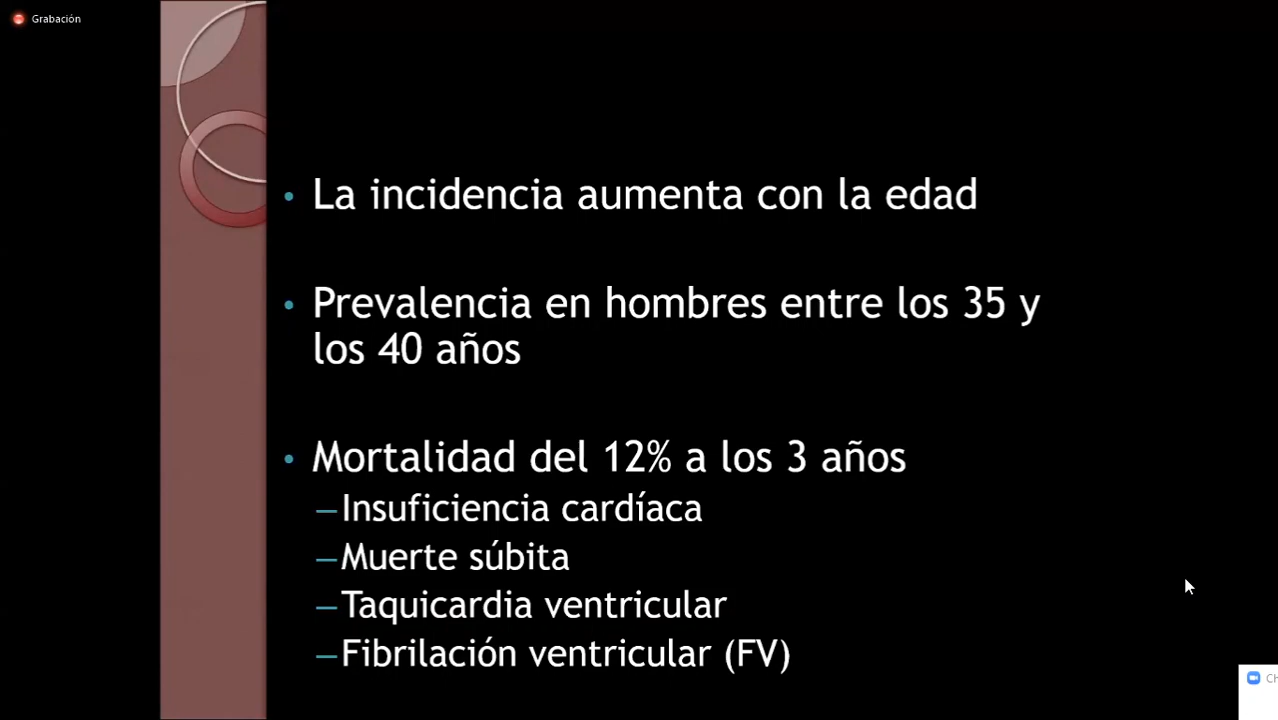 Grabación
• La incidencia aumenta con la edad
• Prevalencia en hombres entre los 35 y
los 40 años
• Mortalidad del 12% a los 3 años
–Insuficiencia cardíaca
–Muerte súbita
–Taquicardia ventricular
–Fibrilación ventricular (FV)